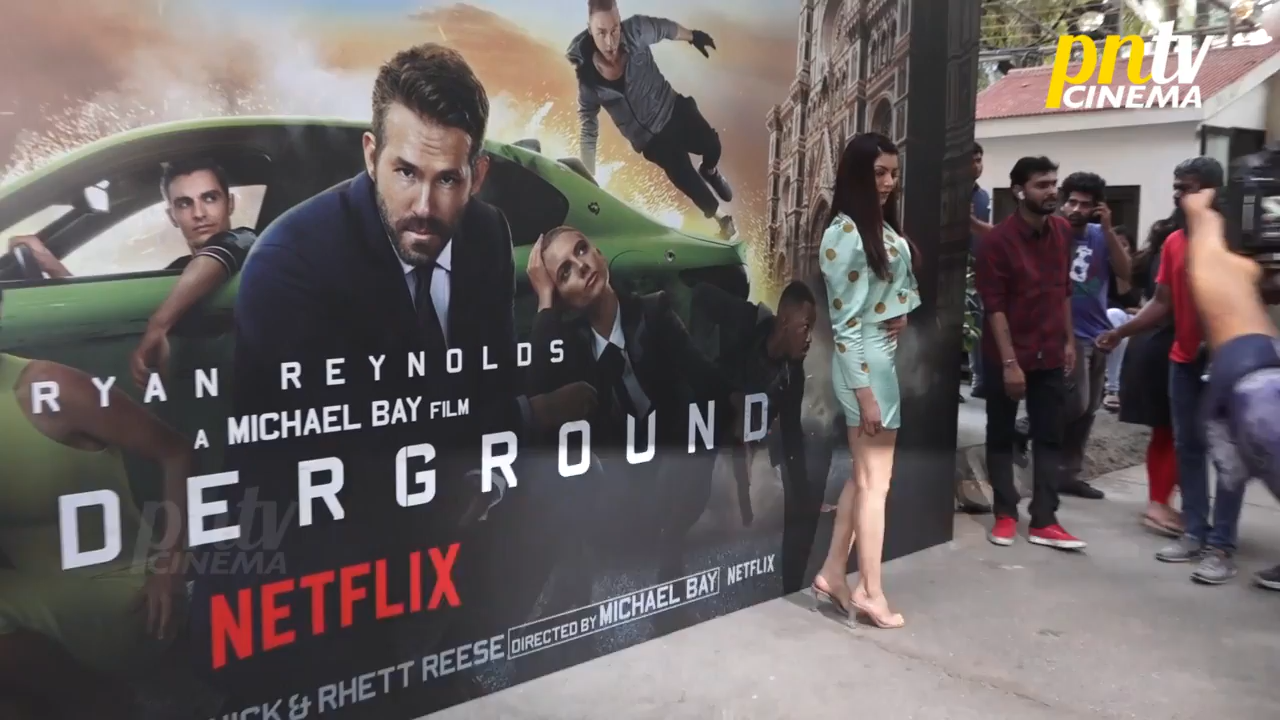 pntv
CINEMA
RYAN REYNOLDS
A MICHAEL BAY FILM
DERGROUND
pntv
CINEMA
NETFLIX
DIRECTED BY MICHAEL BAY NETFLIX
& RHETT REESE